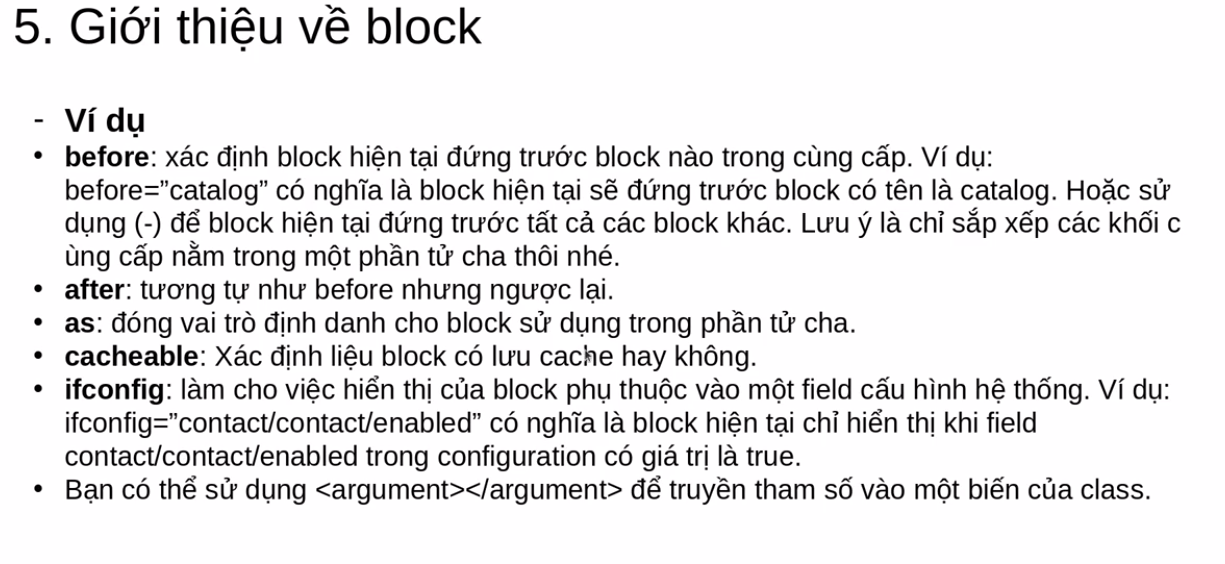 5. Giới thiệu về block
- Ví dụ
• before: xác định block hiện tại đứng trước block nào trong cùng cấp. Ví dụ:
before=”catalog” có nghĩa là block hiện tại sẽ đứng trước block có tên là catalog. Hoặc sử
dụng (-) để block hiện tại đứng trước tất cả các block khác. Lưu ý là chỉ sắp xếp các khối c
ùng cấp nằm trong một phần tử cha thôi nhé.
• after: tương tự như before nhưng ngược lại.
• as: đóng vai trò định danh cho block sử dụng trong phần tử cha.
• cacheable: Xác định liệu block có lưu cache hay không.
• ifconfig: làm cho việc hiển thị của block phụ thuộc vào một field cấu hình hệ thống. Ví dụ:
ifconfig=”contact/contact/enabled” có nghĩa là block hiện tại chỉ hiển thị khi field
contact/contact/enabled trong configuration có giá trị là true.
• Bạn có thể sử dụng <argument></argument> để truyền tham số vào một biến của class.